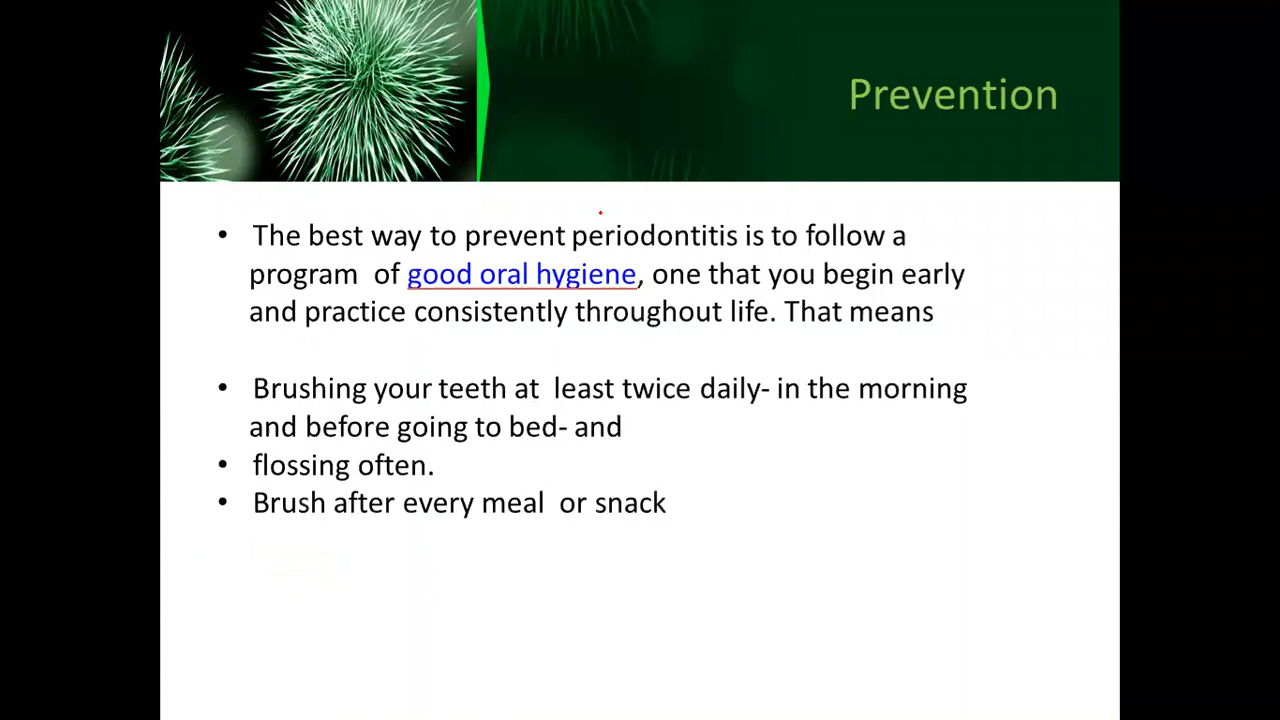 Prevention
• The best way to prevent periodontitis is to follow a
program of good oral hygiene, one that you begin early
and practice consistently throughout life. That means
• Brushing your teeth at least twice daily- in the morning
and before going to bed- and
• flossing often.
• Brush after every meal or snack